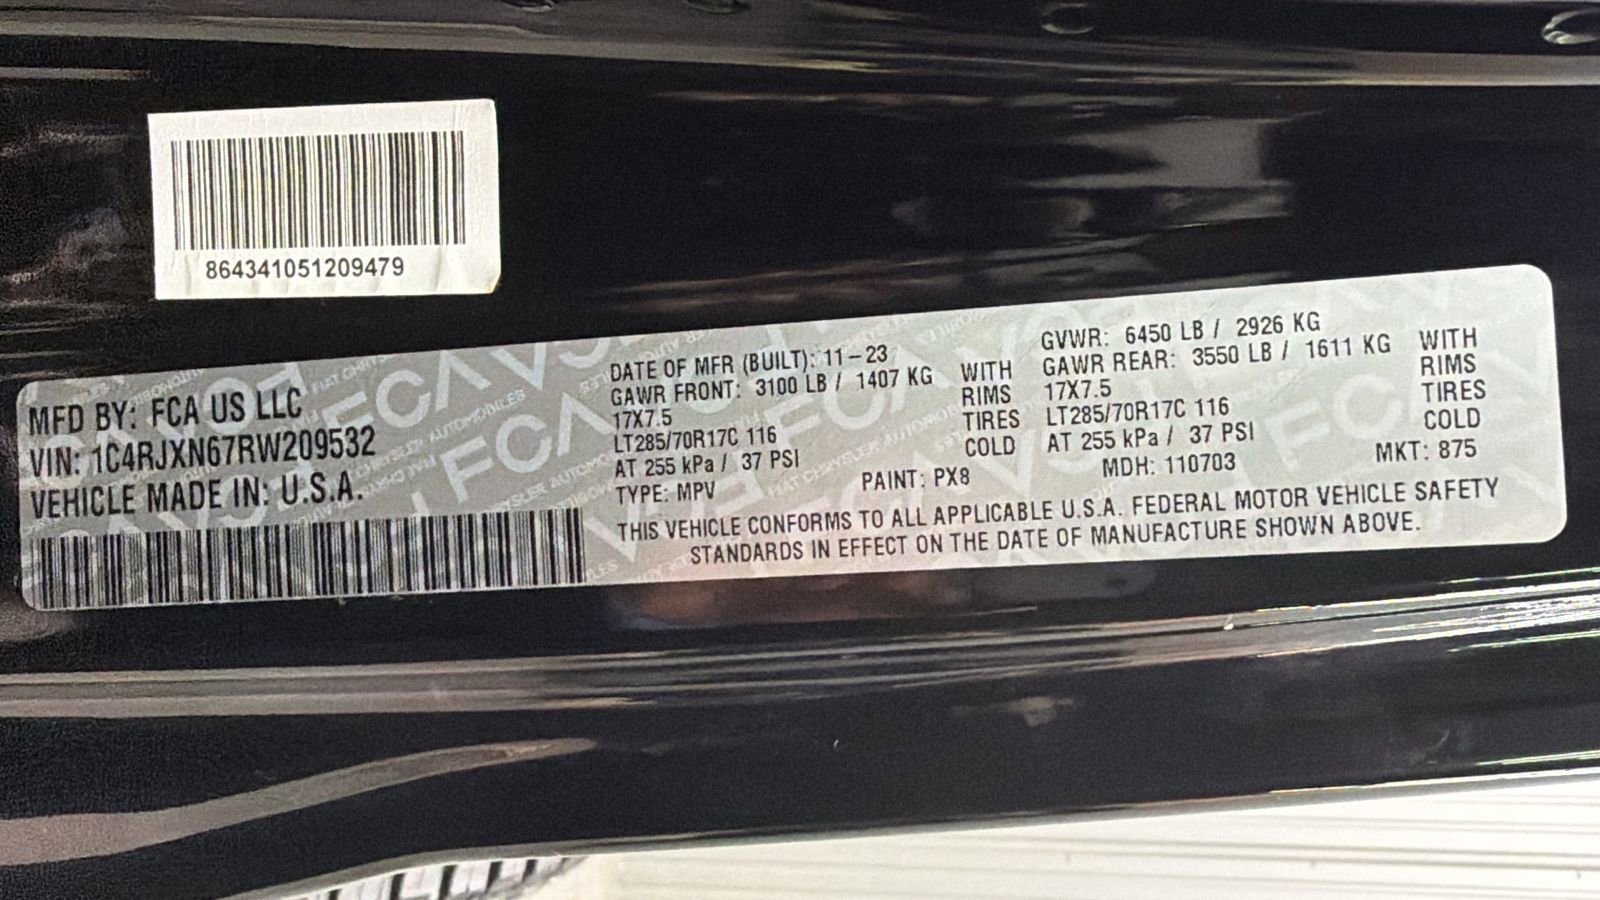 864341051209479
MFD BY: FCA US LLC
VIN: 1C4RJXN67RW209532
VEHICLE MADE IN: U.S.A.
DATE OF MFR (BUILT): 11-23
GAWR FRONT: 3100 LB / 1407 KG WITH
17X7.5 RIMS
LT285/70R17C 116 TIRES
AT 255 kPa / 37 PSI COLD
TYPE: MPV PAINT: PX8
GVWR: 6450 LB / 2926 KG
GAWR REAR: 3550 LB / 1611 KG WITH
17X7.5 RIMS
LT285/70R17C 116 TIRES
AT 255 kPa / 37 PSI COLD
MDH: 110703 MKT: 875
THIS VEHICLE CONFORMS TO ALL APPLICABLE U.S.A. FEDERAL MOTOR VEHICLE SAFETY
STANDARDS IN EFFECT ON THE DATE OF MANUFACTURE SHOWN ABOVE.